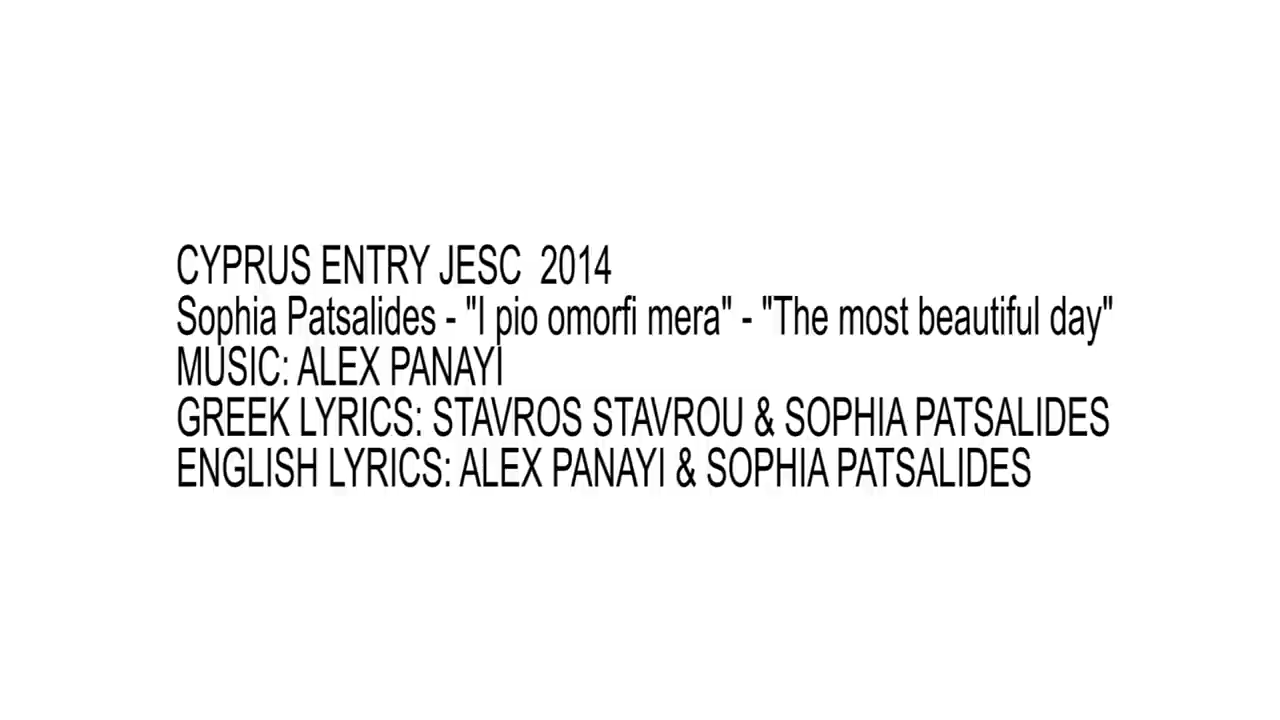 CYPRUS ENTRY JESC  2014
Sophia Patsalides - "I pio omorfi mera" - "The most beautiful day"
MUSIC: ALEX PANAYI
GREEK LYRICS: STAVROS STAVROU & SOPHIA PATSALIDES
ENGLISH LYRICS: ALEX PANAYI & SOPHIA PATSALIDES